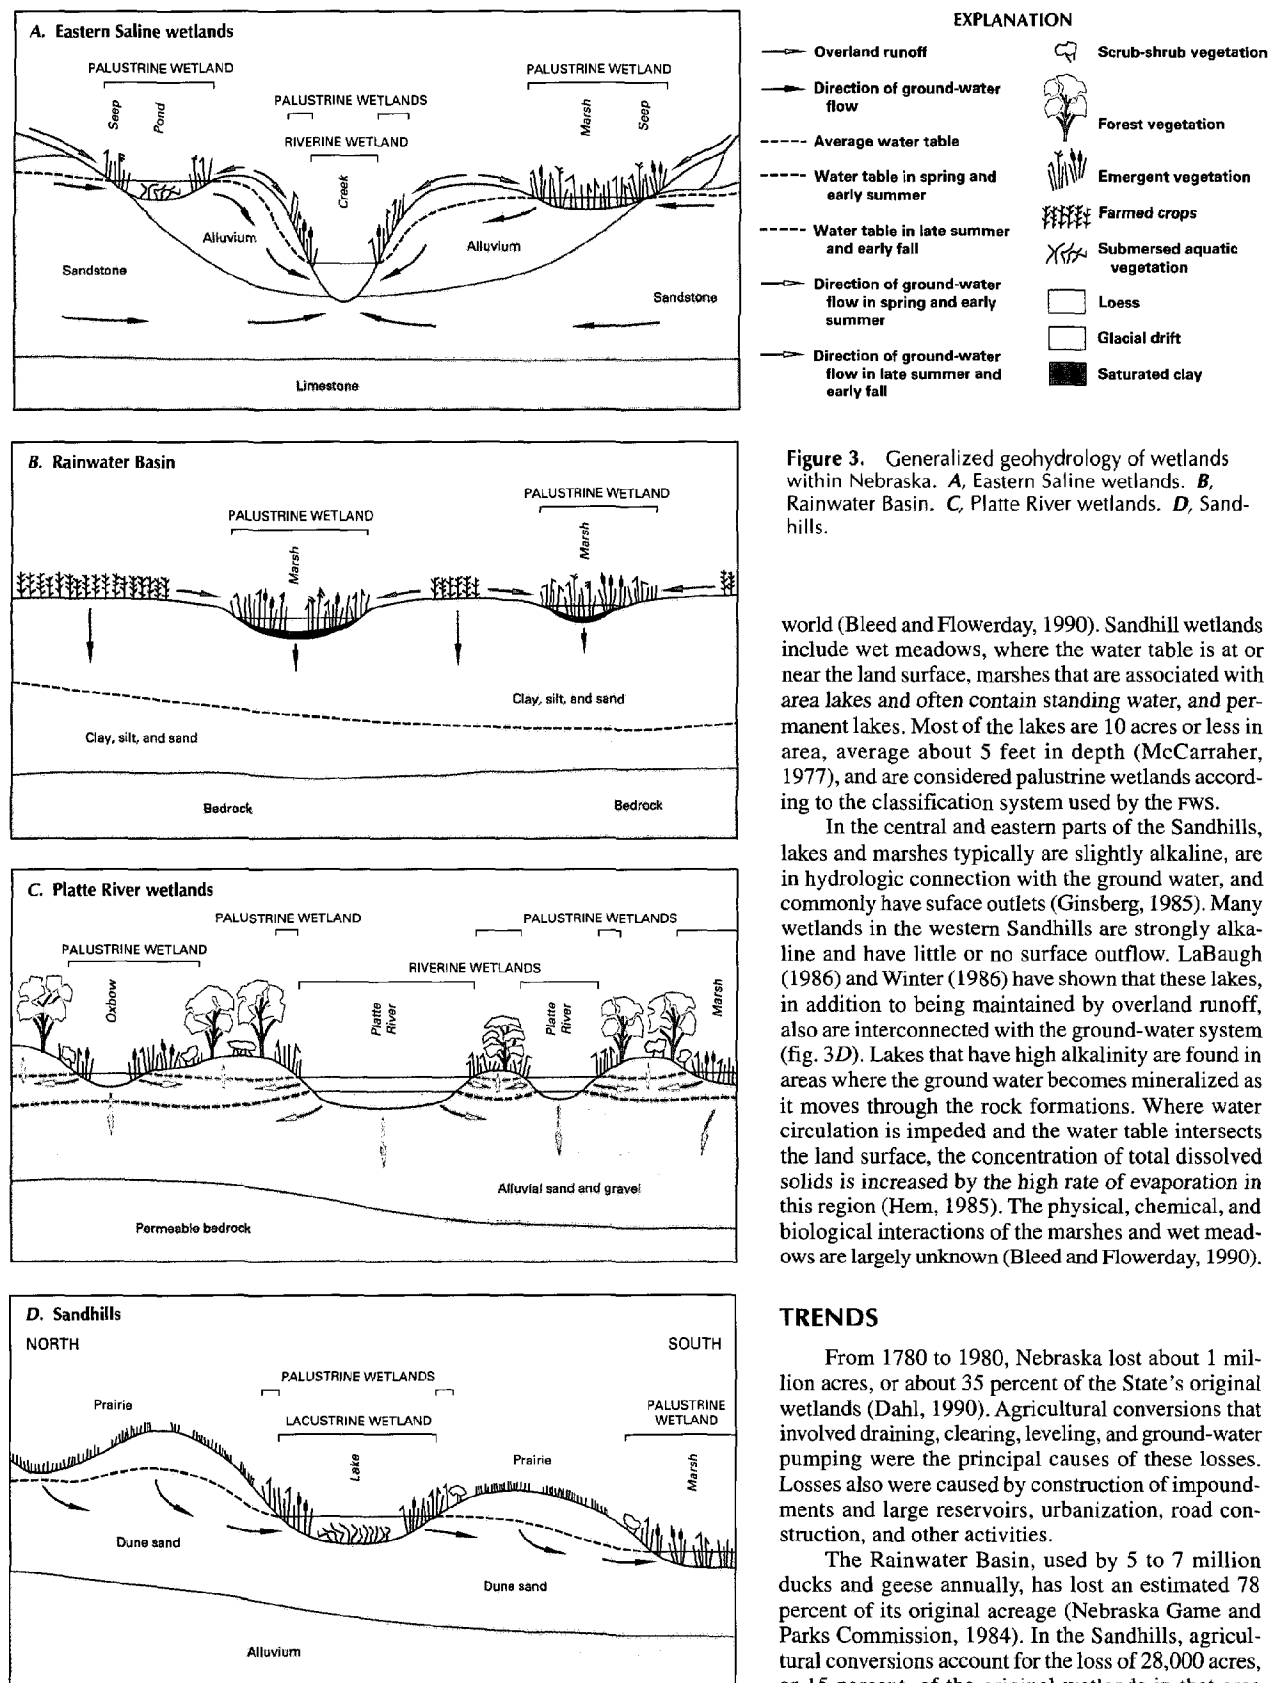 A. Eastern Saline wetlands
PALUSTRINE WETLAND
PALUSTRINE WETLAND
PALUSTRINE WETLANDS
RIVERINE WETLAND
Seep
Pond
Creek
Marsh
Seep
Alluvium
Alluvium
Sandstone
Sandstone
Limestone
EXPLANATION
Overland runoff
Direction of ground-water
flow
Average water table
Water table in spring and
early summer
Water table in late summer
and early fall
Direction of ground-water
flow in spring and early
summer
Direction of ground-water
flow in late summer and
early fall
Scrub-shrub vegetation
Forest vegetation
Emergent vegetation
Farmed crops
Submersed aquatic
vegetation
Loess
Glacial drift
Saturated clay
B. Rainwater Basin
PALUSTRINE WETLAND
PALUSTRINE WETLAND
Marsh
Marsh
Clay, silt, and sand
Clay, silt, and sand
Bedrock
Bedrock
C. Platte River wetlands
PALUSTRINE WETLAND
PALUSTRINE WETLANDS
PALUSTRINE WETLAND
RIVERINE WETLANDS
Oxbow
Platte
River
Platte
River
Marsh
Alluvial sand and gravel
Permeable bedrock
D. Sandhills
NORTH
SOUTH
PALUSTRINE WETLANDS
Prairie
PALUSTRINE
WETLAND
LACUSTRINE WETLAND
Lake
Prairie
Marsh
Dune sand
Dune sand
Alluvium
Figure 3. Generalized geohydrology of wetlands
within Nebraska. A, Eastern Saline wetlands. B,
Rainwater Basin. C, Platte River wetlands. D, Sand-
hills.
world (Bleed and Flowerday, 1990). Sandhill wetlands
include wet meadows, where the water table is at or
near the land surface, marshes that are associated with
area lakes and often contain standing water, and per-
manent lakes. Most of the lakes are 10 acres or less in
area, average about 5 feet in depth (McCarraher,
1977), and are considered palustrine wetlands accord-
ing to the classification system used by the FWS.
In the central and eastern parts of the Sandhills,
lakes and marshes typically are slightly alkaline, are
in hydrologic connection with the ground water, and
commonly have suface outlets (Ginsberg, 1985). Many
wetlands in the western Sandhills are strongly alka-
line and have little or no surface outflow. LaBaugh
(1986) and Winter (1986) have shown that these lakes,
in addition to being maintained by overland runoff,
also are interconnected with the ground-water system
(fig. 3D). Lakes that have high alkalinity are found in
areas where the ground water becomes mineralized as
it moves through the rock formations. Where water
circulation is impeded and the water table intersects
the land surface, the concentration of total dissolved
solids is increased by the high rate of evaporation in
this region (Hem, 1985). The physical, chemical, and
biological interactions of the marshes and wet mead-
ows are largely unknown (Bleed and Flowerday, 1990).
TRENDS
From 1780 to 1980, Nebraska lost about 1 mil-
lion acres, or about 35 percent of the State's original
wetlands (Dahl, 1990). Agricultural conversions that
involved draining, clearing, leveling, and ground-water
pumping were the principal causes of these losses.
Losses also were caused by construction of impound-
ments and large reservoirs, urbanization, road con-
struction, and other activities.
The Rainwater Basin, used by 5 to 7 million
ducks and geese annually, has lost an estimated 78
percent of its original acreage (Nebraska Game and
Parks Commission, 1984). In the Sandhills, agricul-
tural conversions account for the loss of 28,000 acres,
or 15 percent, of the original wetlands in that area